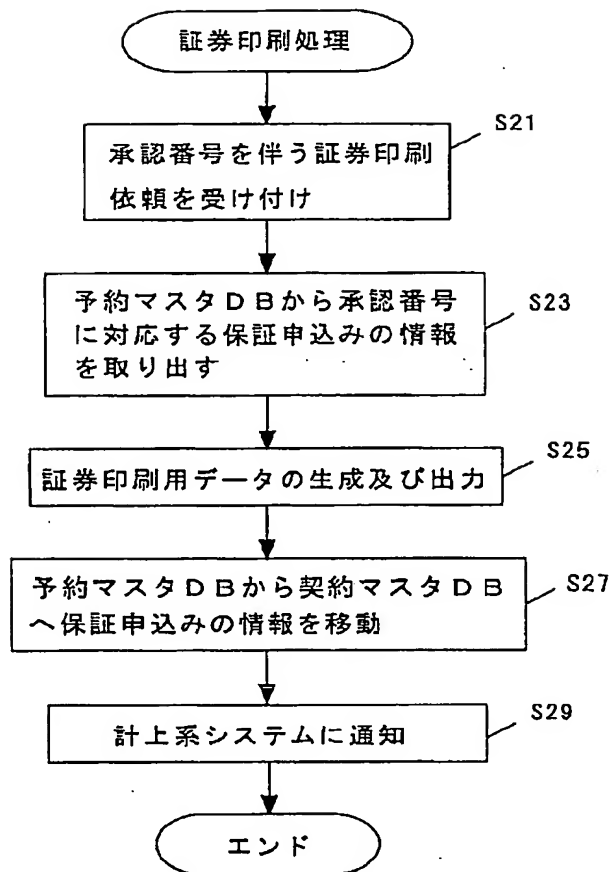 証券印刷処理
S21
承認番号を伴う証券印刷
依頼を受け付け
S23
予約マスタDBから承認番号
に対応する保証申込みの情報
を取り出す
S25
証券印刷用データの生成及び出力
S27
予約マスタDBから契約マスタDB
へ保証申込みの情報を移動
S29
計上系システムに通知
エンド